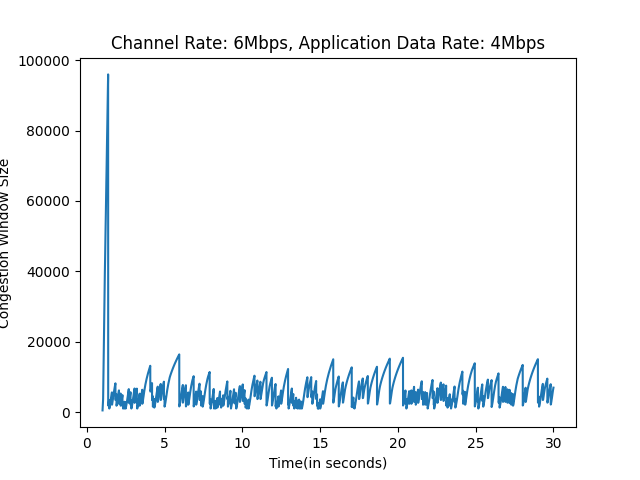 Channel Rate: 6Mbps, Application Data Rate: 4Mbps
100000
80000
60000
40000
20000
0
Congestion Window Size
0 5 10 15 20 25 30
Time(in seconds)